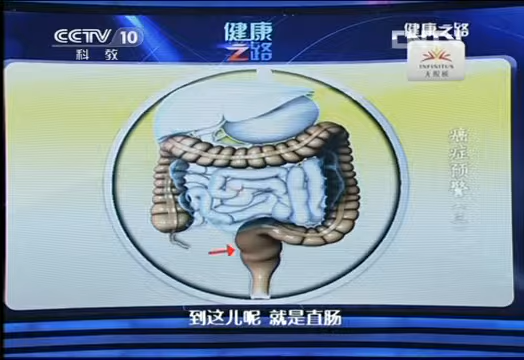 CCTV 10
科教
健康
之路
健康之路
INFINITUS
无限极
癌症预警
到这儿呢 就是直肠